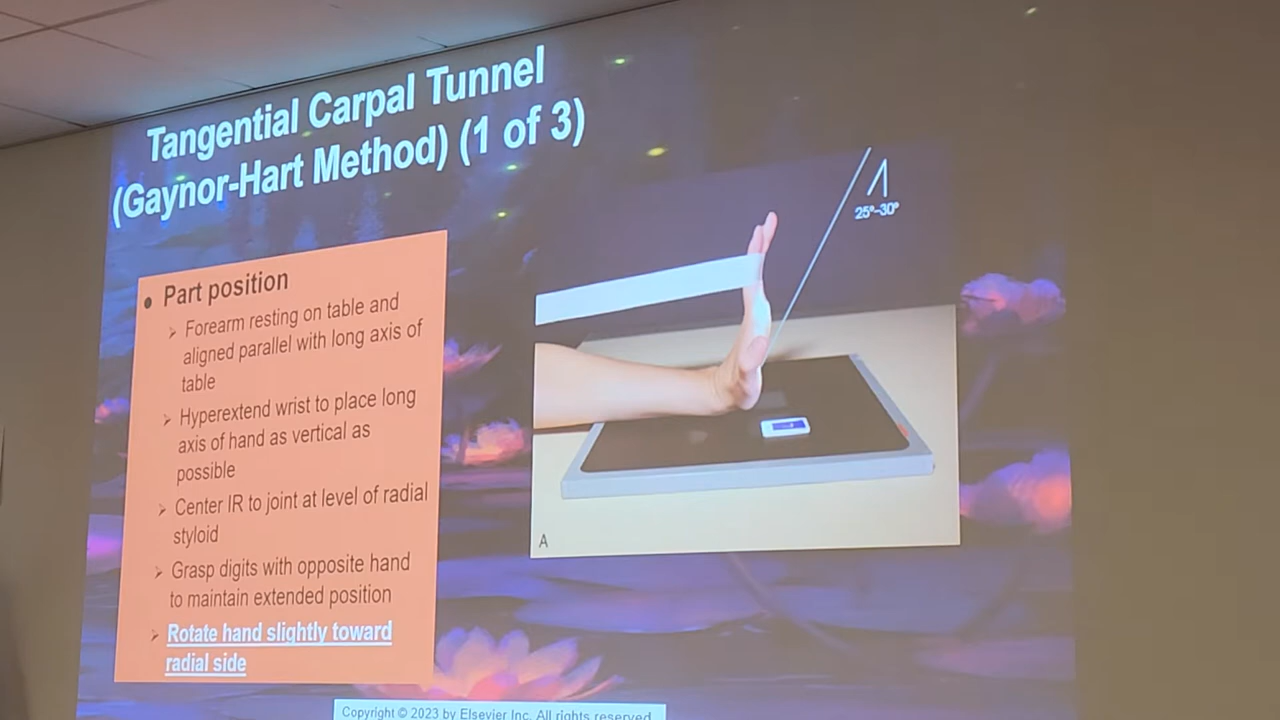 Tangential Carpal Tunnel
(Gaynor-Hart Method) (1 of 3)
• Part position
➢ Forearm resting on table and
aligned parallel with long axis of
table
➢ Hyperextend wrist to place long
axis of hand as vertical as
possible
➢ Center IR to joint at level of radial
styloid
➢ Grasp digits with opposite hand
to maintain extended position
➢ Rotate hand slightly toward
radial side
25°–30°
A
Copyright © 2023 by Elsevier Inc. All rights reserved.